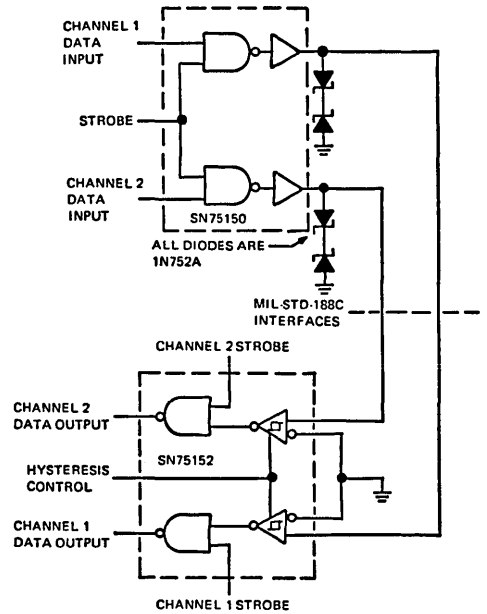 CHANNEL 1
DATA
INPUT
STROBE
CHANNEL 2
DATA
INPUT
SN75150
ALL DIODES ARE
1N752A
MIL-STD-188C
INTERFACES
CHANNEL 2 STROBE
CHANNEL 2
DATA OUTPUT
SN75152
HYSTERESIS
CONTROL
CHANNEL 1
DATA OUTPUT
CHANNEL 1 STROBE